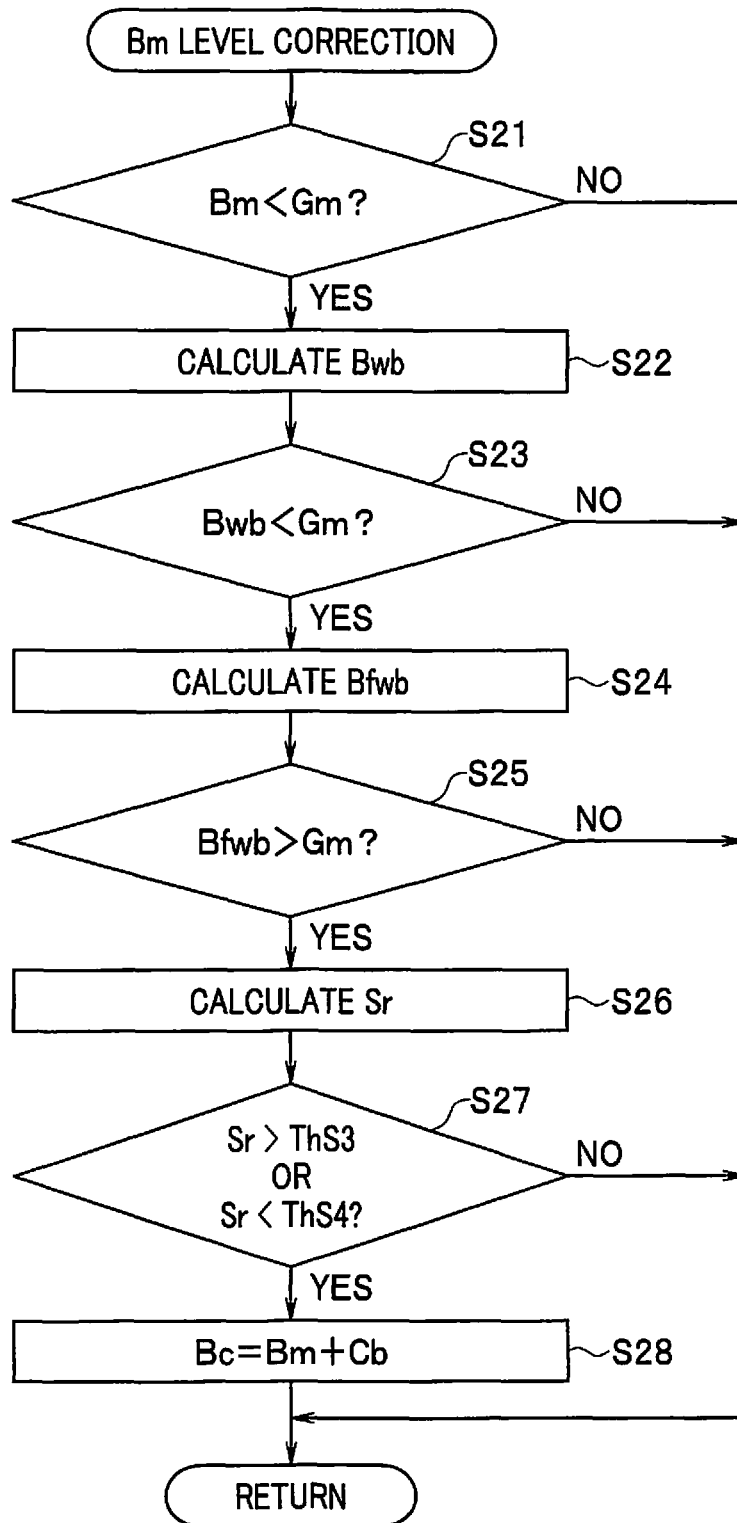 Bm LEVEL CORRECTION
S21
Bm<Gm?
NO
YES
CALCULATE Bwb
S22
S23
Bwb<Gm?
NO
YES
CALCULATE Bfwb
S24
S25
Bfwb>Gm?
NO
YES
CALCULATE Sr
S26
S27
Sr > ThS3
OR
Sr < ThS4?
NO
YES
Bc=Bm+Cb
S28
RETURN